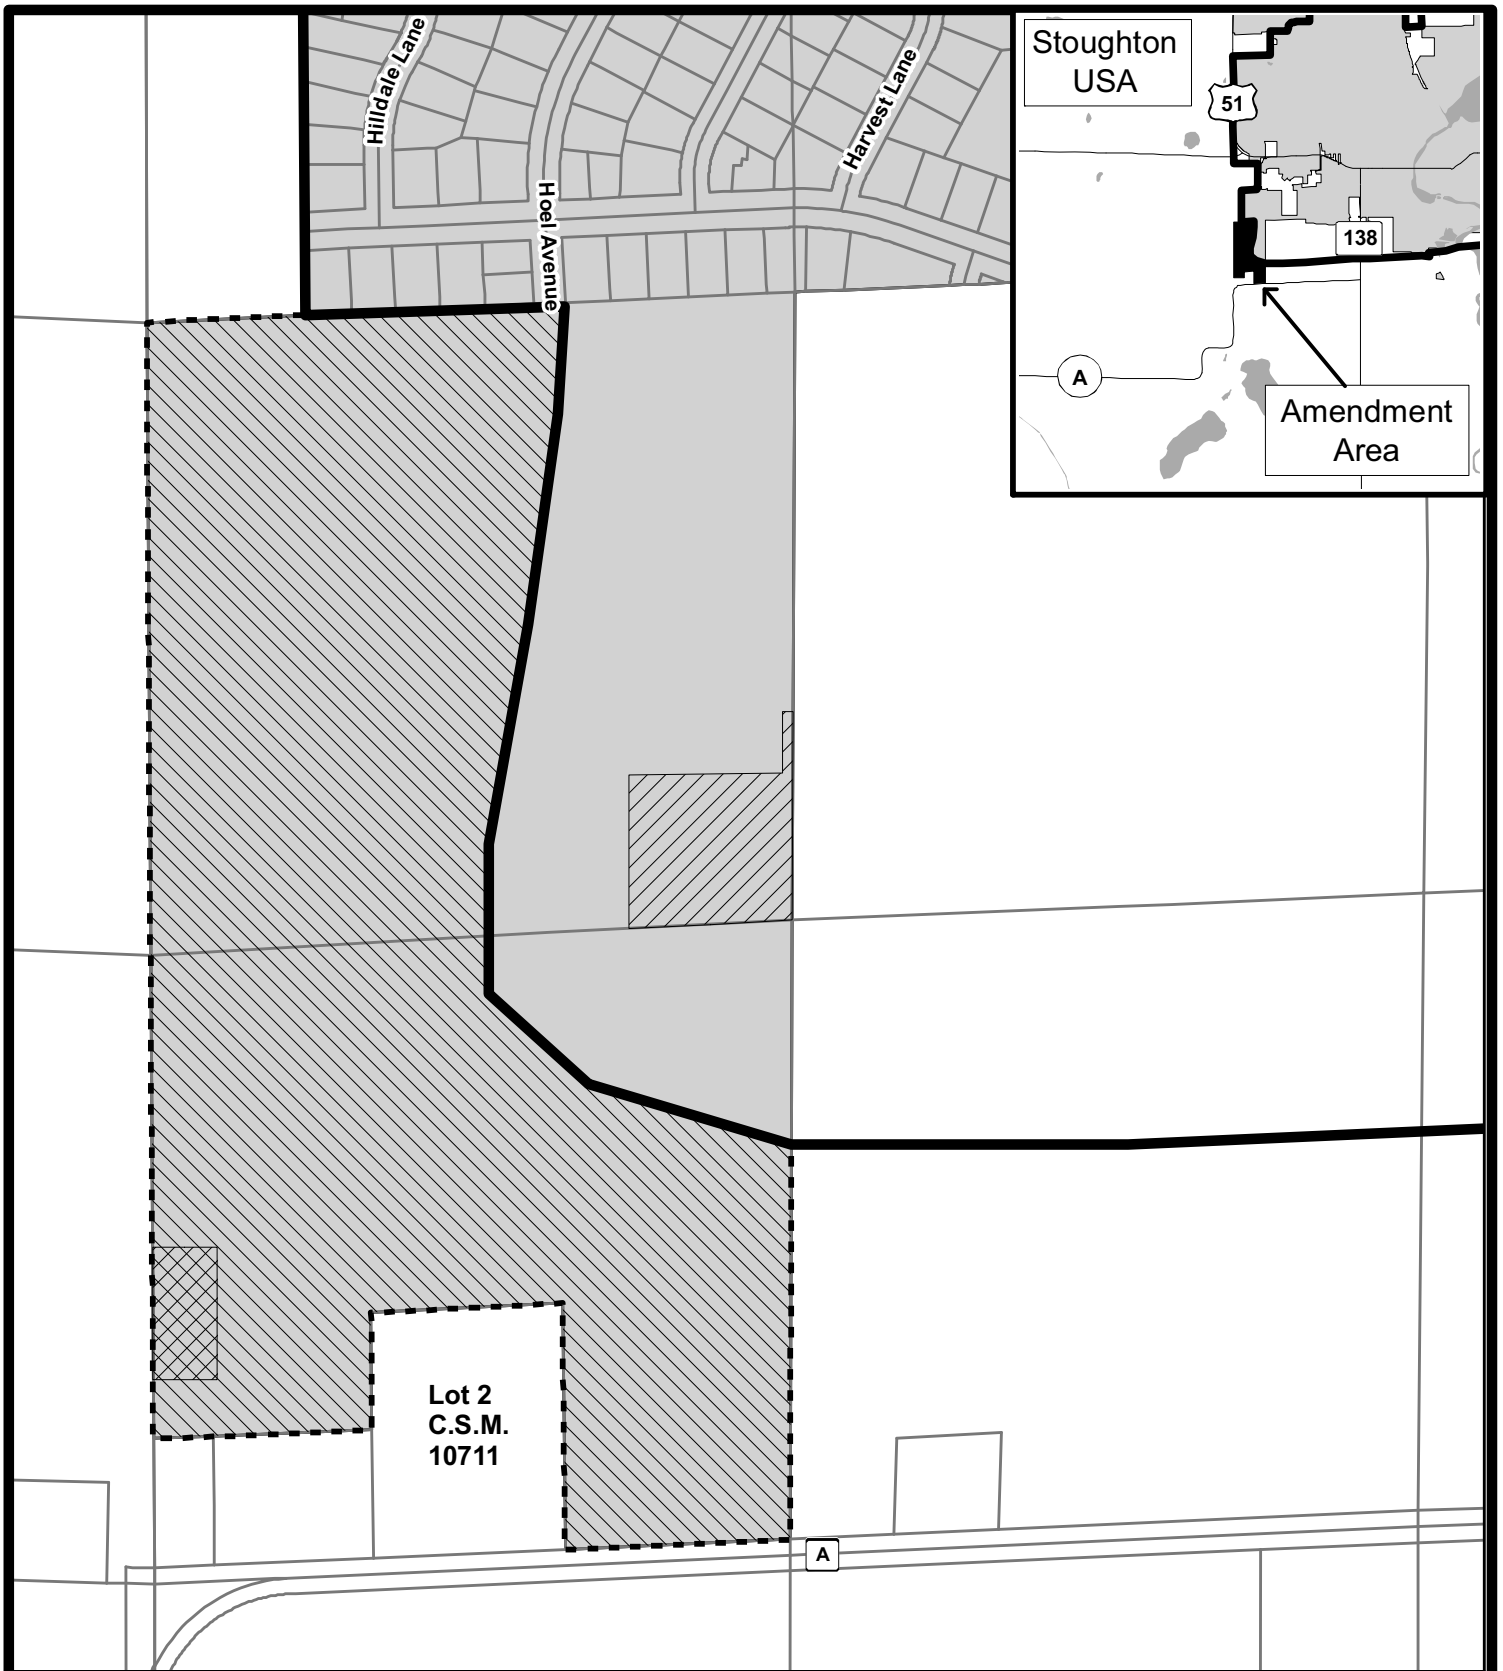 Hilldale Lane
Harvest Lane
Hoel Avenue
Stoughton
USA
51
138
A
Amendment
Area
Lot 2
C.S.M.
10711
A